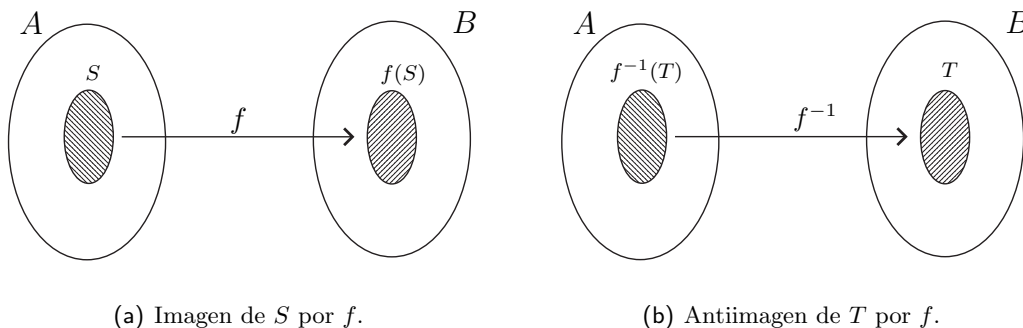 A B A B
S f(S) f⁻¹(T) T
f f⁻¹
(a) Imagen de S por f. (b) Antiimagen de T por f.